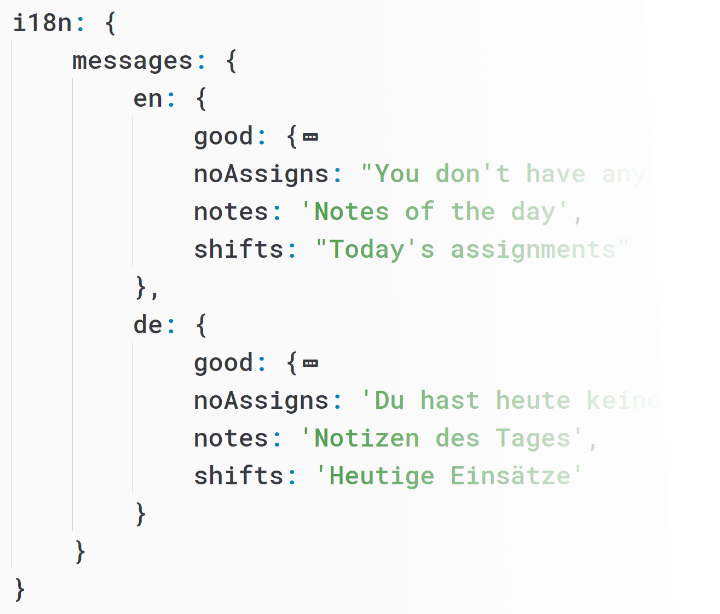 i18n: {
messages: {
en: {
good: {
noAssigns: "You don't have any
notes: 'Notes of the day',
shifts: "Today's assignments"
},
de: {
good: {
noAssigns: 'Du hast heute keine
notes: 'Notizen des Tages',
shifts: 'Heutige Einsätze'
}
}
}